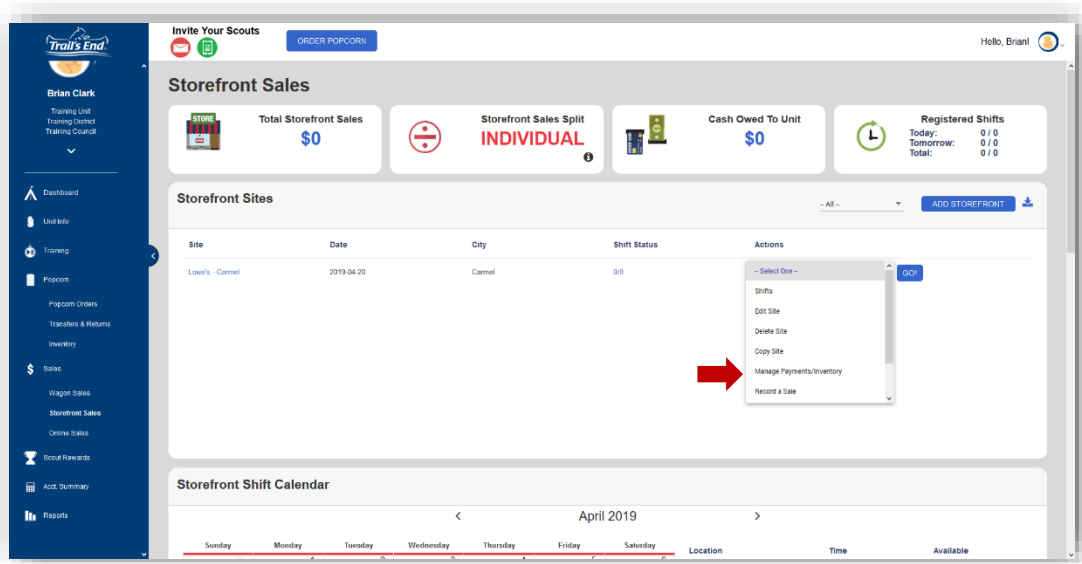 Trail's End
Brian Clark
Training Unit
Training District
Training Council
Dashboard
Unit Info
Training
Popcorn
Popcorn Orders
Transfers & Returns
Inventory
Sales
Wagon Sales
Storefront Sales
Online Sales
Scout Rewards
Acct. Summary
Reports
Invite Your Scouts
ORDER POPCORN
Hello, Brian!
Storefront Sales
STORE
Total Storefront Sales
$0
Storefront Sales Split
INDIVIDUAL
Cash Owed To Unit
$0
Registered Shifts
Today: 0 / 0
Tomorrow: 0 / 0
Total: 0 / 0
Storefront Sites
-- All --
ADD STOREFRONT
Site Date City Shift Status Actions
Lowe's - Carmel 2019-04-20 Carmel 0/0
-- Select One --
GO!
Shifts
Edit Site
Delete Site
Copy Site
Manage Payments/Inventory
Record a Sale
Storefront Shift Calendar
< April 2019 >
Sunday Monday Tuesday Wednesday Thursday Friday Saturday
Location Time Available